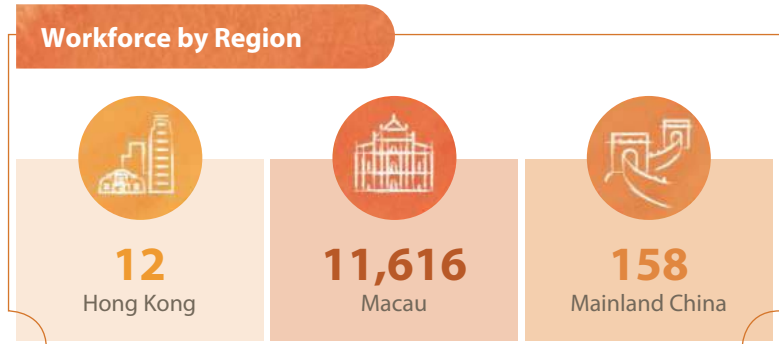 Workforce by Region
12
Hong Kong
11,616
Macau
158
Mainland China